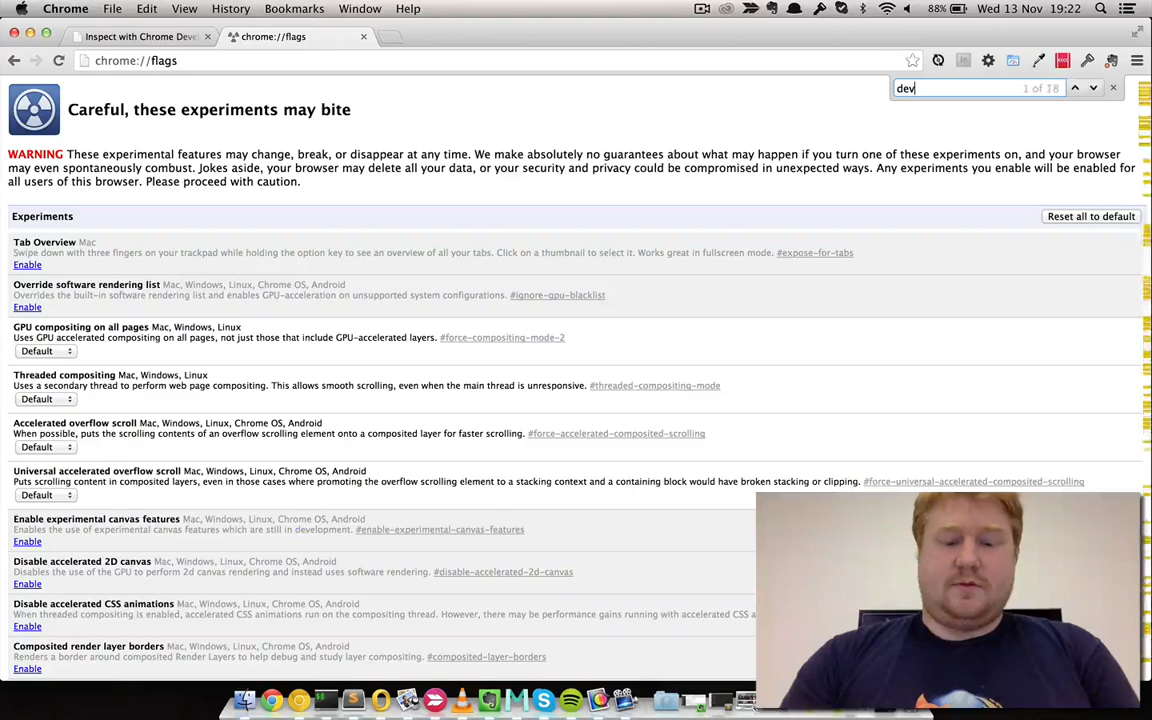 Chrome File Edit View History Bookmarks Window Help 88% Wed 13 Nov 19:22
Inspect with Chrome Deve chrome://flags
chrome://flags
dev 1 of 18
Careful, these experiments may bite
WARNING These experimental features may change, break, or disappear at any time. We make absolutely no guarantees about what may happen if you turn one of these experiments on, and your browser
may even spontaneously combust. Jokes aside, your browser may delete all your data, or your security and privacy could be compromised in unexpected ways. Any experiments you enable will be enabled for
all users of this browser. Please proceed with caution.
Experiments Reset all to default
Tab Overview Mac
Swipe down with three fingers on your trackpad while holding the option key to see an overview of all your tabs. Click on a thumbnail to select it. Works great in fullscreen mode. #expose-for-tabs
Enable
Override software rendering list Mac, Windows, Linux, Chrome OS, Android
Overrides the built-in software rendering list and enables GPU-acceleration on unsupported system configurations. #ignore-gpu-blacklist
Enable
GPU compositing on all pages Mac, Windows, Linux
Uses GPU accelerated compositing on all pages, not just those that include GPU-accelerated layers. #force-compositing-mode-2
Default
Threaded compositing Mac, Windows, Linux
Uses a secondary thread to perform web page compositing. This allows smooth scrolling, even when the main thread is unresponsive. #threaded-compositing-mode
Default
Accelerated overflow scroll Mac, Windows, Linux, Chrome OS, Android
When possible, puts the scrolling contents of an overflow scrolling element onto a composited layer for faster scrolling. #force-accelerated-composited-scrolling
Default
Universal accelerated overflow scroll Mac, Windows, Linux, Chrome OS, Android
Puts scrolling content in composited layers, even in those cases where promoting the overflow scrolling element to a stacking context and a containing block would have broken stacking or clipping. #force-universal-accelerated-composited-scrolling
Default
Enable experimental canvas features Mac, Windows, Linux, Chrome OS, Android
Enables the use of experimental canvas features which are still in development. #enable-experimental-canvas-features
Enable
Disable accelerated 2D canvas Mac, Windows, Linux, Chrome OS, Android
Disables the use of the GPU to perform 2d canvas rendering and instead uses software rendering. #disable-accelerated-2d-canvas
Enable
Disable accelerated CSS animations Mac, Windows, Linux, Chrome OS, Android
When threaded compositing is enabled, accelerated CSS animations run on the compositing thread. However, there may be performance gains running with accelerated CSS a
Enable
Composited render layer borders Mac, Windows, Linux, Chrome OS, Android
Renders a border around composited Render Layers to help debug and study layer compositing. #composited-layer-borders
Enable